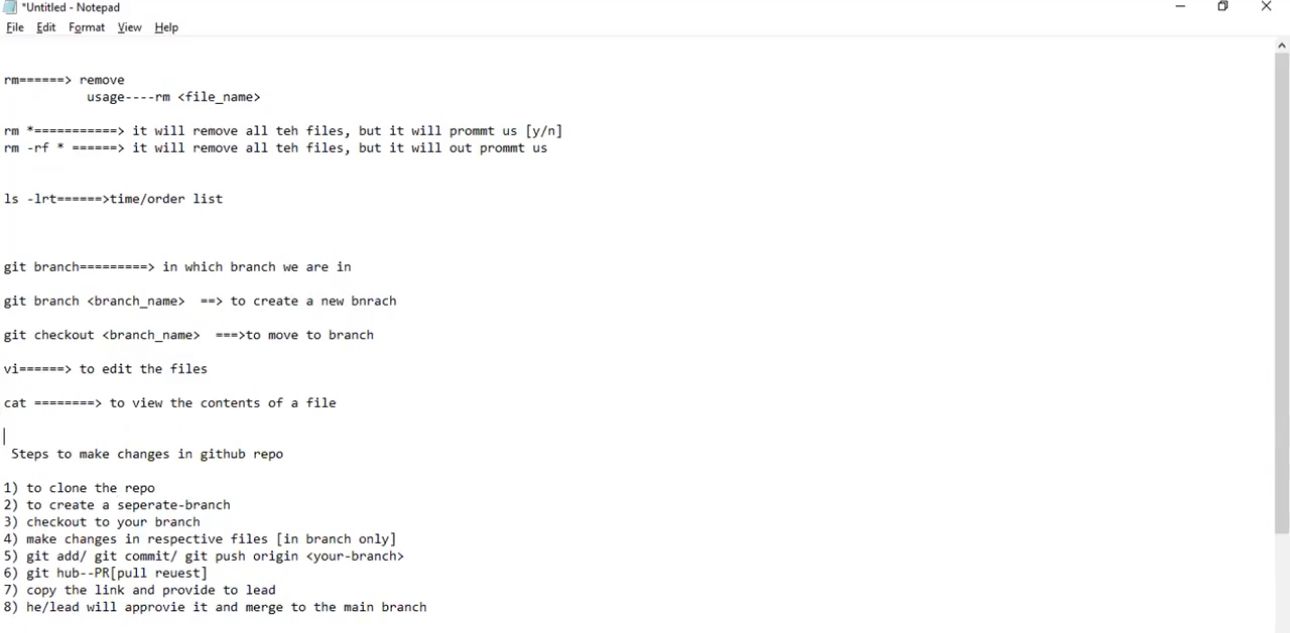 *Untitled - Notepad
File Edit Format View Help
rm======> remove
usage----rm <file_name>
rm *===========> it will remove all teh files, but it will prommt us [y/n]
rm -rf * ======> it will remove all teh files, but it will out prommt us
ls -lrt======>time/order list
git branch=========> in which branch we are in
git branch <branch_name>  ==> to create a new bnrach
git checkout <branch_name>  ===>to move to branch
vi======> to edit the files
cat ========> to view the contents of a file
Steps to make changes in github repo
1) to clone the repo
2) to create a seperate-branch
3) checkout to your branch
4) make changes in respective files [in branch only]
5) git add/ git commit/ git push origin <your-branch>
6) git hub--PR[pull reuest]
7) copy the link and provide to lead
8) he/lead will approvie it and merge to the main branch